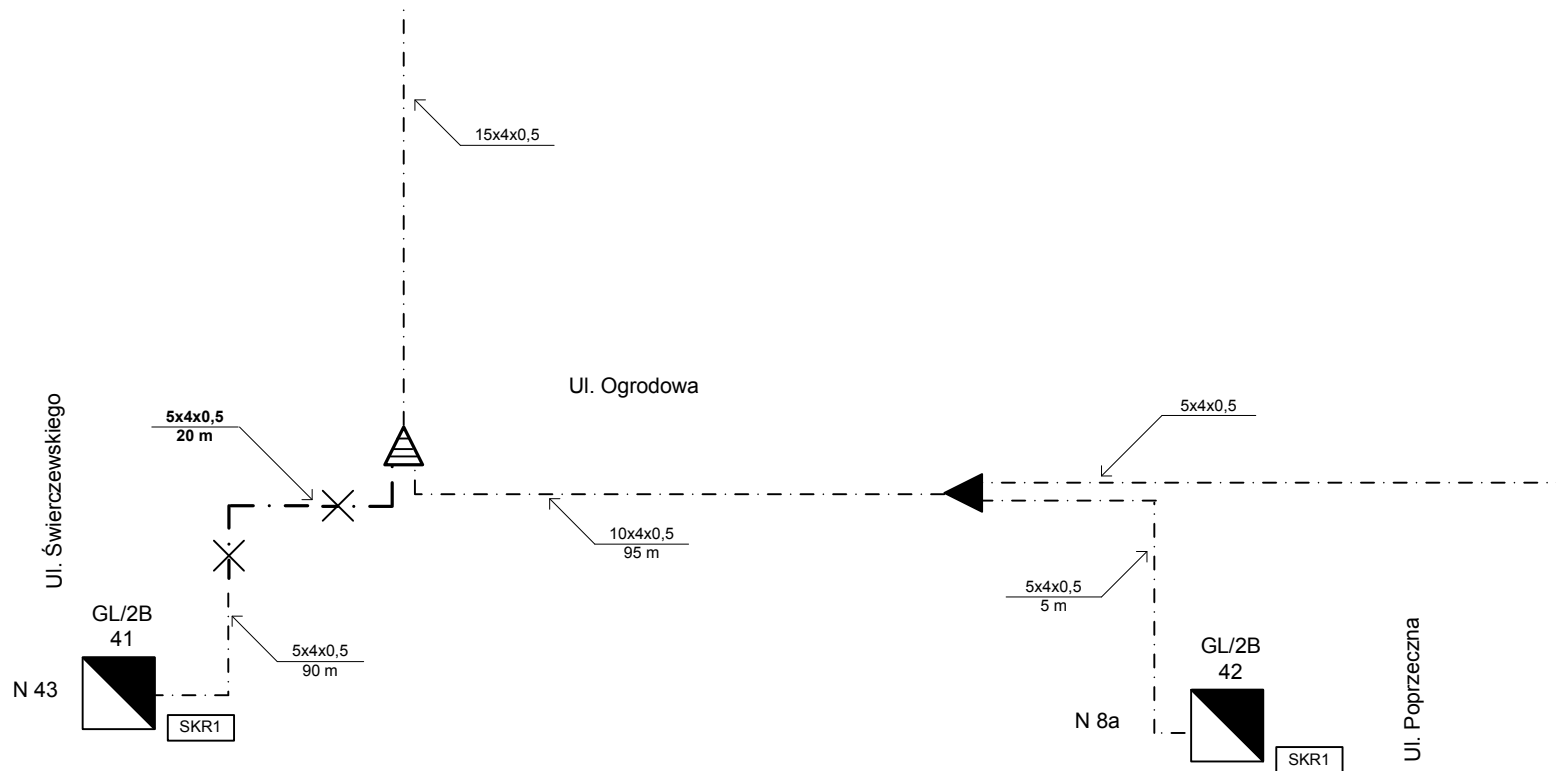 15x4x0,5
Ul. Ogrodowa
Ul. Świerczewskiego
5x4x0,5
20 m
5x4x0,5
10x4x0,5
95 m
5x4x0,5
5 m
GL/2B
41
N 43
SKR1
5x4x0,5
90 m
GL/2B
42
N 8a
SKR1
Ul. Poprzeczna